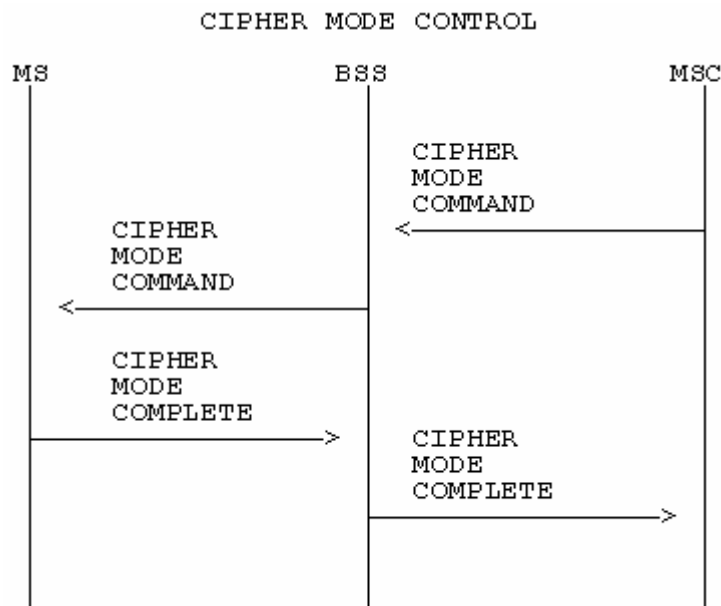 CIPHER MODE CONTROL
MS BSS MSC
CIPHER
MODE
COMMAND
CIPHER
MODE
COMMAND
CIPHER
MODE
COMPLETE
CIPHER
MODE
COMPLETE